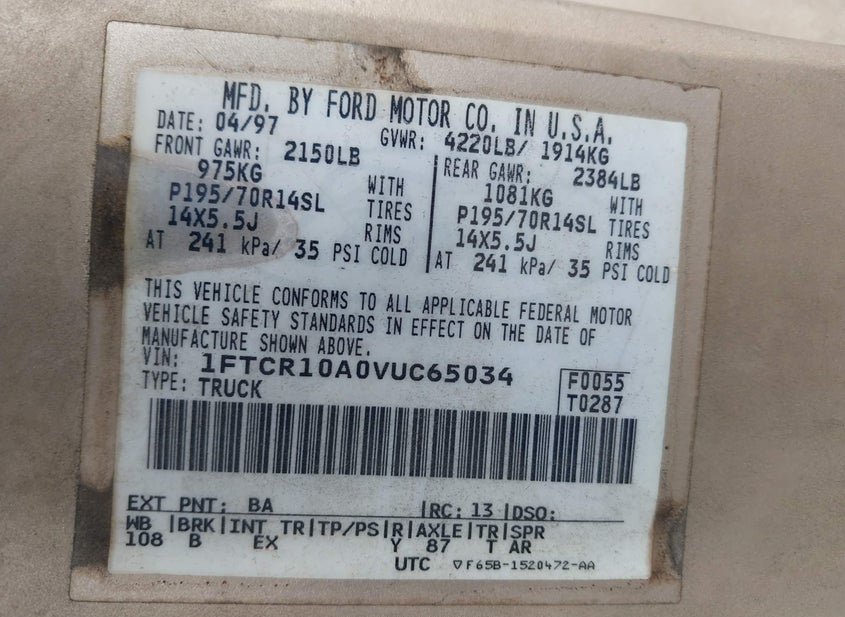 MFD. BY FORD MOTOR CO. IN U.S.A.
DATE: 04/97 GVWR: 4220LB/ 1914KG
FRONT GAWR: 2150LB
975KG WITH
P195/70R14SL TIRES
14X5.5J RIMS
AT 241 kPa/ 35 PSI COLD
REAR GAWR: 2384LB
1081KG WITH
P195/70R14SL TIRES
14X5.5J RIMS
AT 241 kPa/ 35 PSI COLD
THIS VEHICLE CONFORMS TO ALL APPLICABLE FEDERAL MOTOR
VEHICLE SAFETY STANDARDS IN EFFECT ON THE DATE OF
MANUFACTURE SHOWN ABOVE.
VIN: 1FTCR10A0VUC65034
TYPE: TRUCK
F0055
T0287
EXT PNT: BA |RC: 13 |DSO:
WB |BRK|INT TR|TP/PS|R|AXLE|TR|SPR
108 B EX Y 87 T AR
UTC ▽F65B-1520472-AA